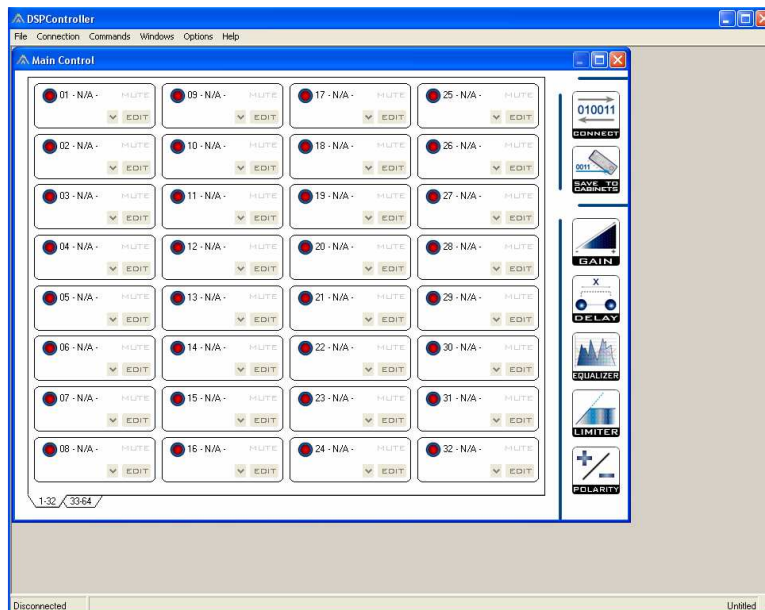 DSPController
File Connection Commands Windows Options Help
Main Control
01 - N/A - MUTE 09 - N/A - MUTE 17 - N/A - MUTE 25 - N/A - MUTE
EDIT EDIT EDIT EDIT
02 - N/A - MUTE 10 - N/A - MUTE 18 - N/A - MUTE 26 - N/A - MUTE
EDIT EDIT EDIT EDIT
03 - N/A - MUTE 11 - N/A - MUTE 19 - N/A - MUTE 27 - N/A - MUTE
EDIT EDIT EDIT EDIT
04 - N/A - MUTE 12 - N/A - MUTE 20 - N/A - MUTE 28 - N/A - MUTE
EDIT EDIT EDIT EDIT
05 - N/A - MUTE 13 - N/A - MUTE 21 - N/A - MUTE 29 - N/A - MUTE
EDIT EDIT EDIT EDIT
06 - N/A - MUTE 14 - N/A - MUTE 22 - N/A - MUTE 30 - N/A - MUTE
EDIT EDIT EDIT EDIT
07 - N/A - MUTE 15 - N/A - MUTE 23 - N/A - MUTE 31 - N/A - MUTE
EDIT EDIT EDIT EDIT
08 - N/A - MUTE 16 - N/A - MUTE 24 - N/A - MUTE 32 - N/A - MUTE
EDIT EDIT EDIT EDIT
1-32 33-64
010011
CONNECT
0011
SAVE TO
CABINETS
GAIN
X
DELAY
EQUALIZER
LIMITER
+/-
POLARITY
Disconnected Untitled